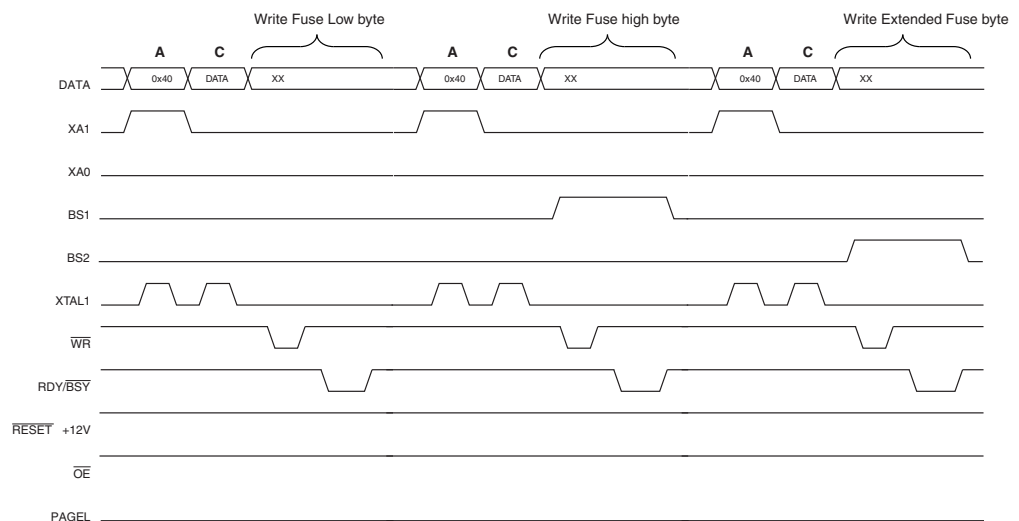 Write Fuse Low byte Write Fuse high byte Write Extended Fuse byte
A C A C A C
DATA 0x40 DATA XX 0x40 DATA XX 0x40 DATA XX
XA1
XA0
BS1
BS2
XTAL1
WR
RDY/BSY
RESET +12V
OE
PAGEL